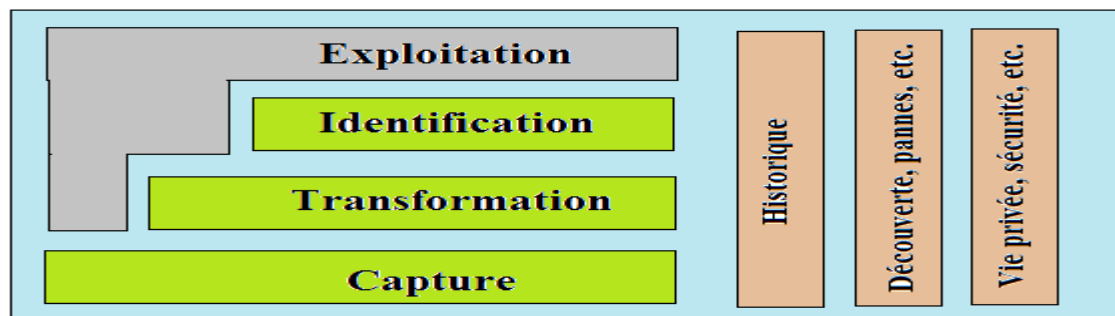 Exploitation
Identification
Transformation
Capture
Historique
Découverte, pannes, etc.
Vie privée, sécurité, etc.